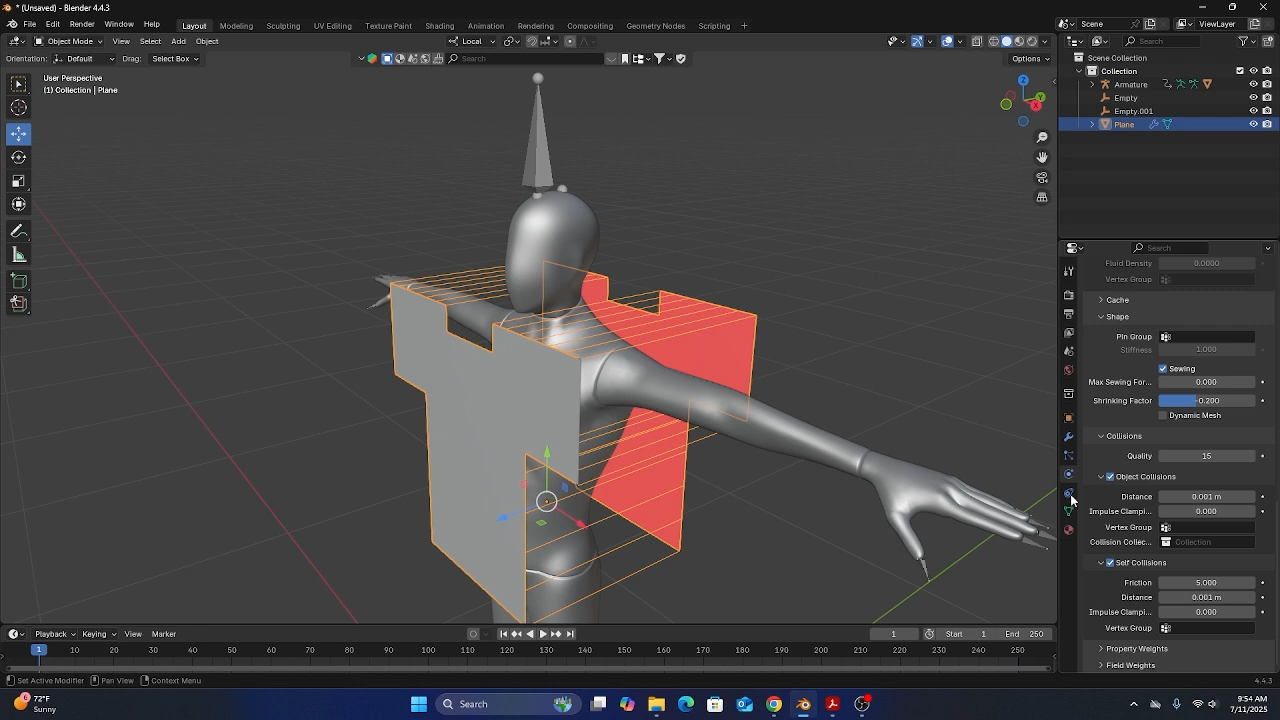 * (Unsaved) - Blender 4.4.3
File Edit Render Window Help
Layout Modeling Sculpting UV Editing Texture Paint Shading Animation Rendering Compositing Geometry Nodes Scripting +
Scene
ViewLayer
Object Mode View Select Add Object
Local
Search
Orientation: Default Drag: Select Box
Search
Options
User Perspective
(1) Collection | Plane
Z
Y
X
Scene Collection
Collection
Armature
Empty
Empty.001
Plane
Search
Fluid Density 0.0000
Vertex Group
Cache
Shape
Pin Group
Stiffness 1.000
Sewing
Max Sewing For... 0.000
Shrinking Factor -0.200
Dynamic Mesh
Collisions
Quality 15
Object Collisions
Distance 0.001 m
Impulse Clampi... 0.000
Vertex Group
Collision Collec... Collection
Self Collisions
Friction 5.000
Distance 0.001 m
Impulse Clampi... 0.000
Vertex Group
Property Weights
Field Weights
Playback Keying View Marker
1 Start 1 End 250
1 10 20 30 40 50 60 70 80 90 100 110 120 130 140 150 160 170 180 190 200 210 220 230 240 250
Set Active Modifier Pan View Context Menu
4.4.3
72°F
Sunny
Search
9:54 AM
7/21/2025